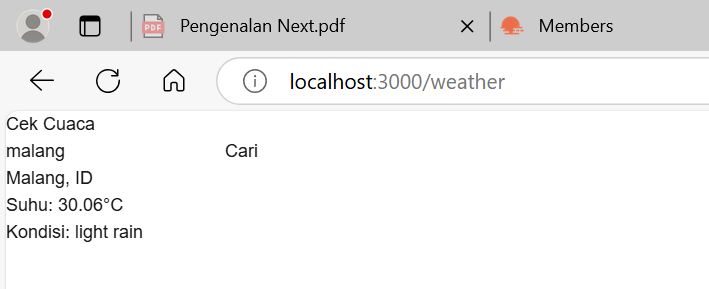 PDF Pengenalan Next.pdf Members
localhost:3000/weather
Cek Cuaca
malang Cari
Malang, ID
Suhu: 30.06°C
Kondisi: light rain